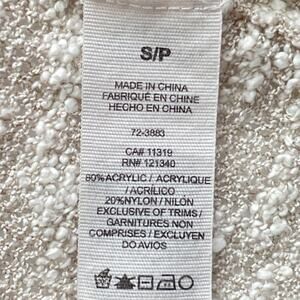 S/P
MADE IN CHINA
FABRIQUÉ EN CHINE
HECHO EN CHINA
72-3883
CA# 11319
RN# 121340
80%ACRYLIC / ACRYLIQUE
/ ACRÍLICO
20%NYLON / NILÓN
EXCLUSIVE OF TRIMS /
GARNITURES NON
COMPRISES / EXCLUYEN
DO AVIOS